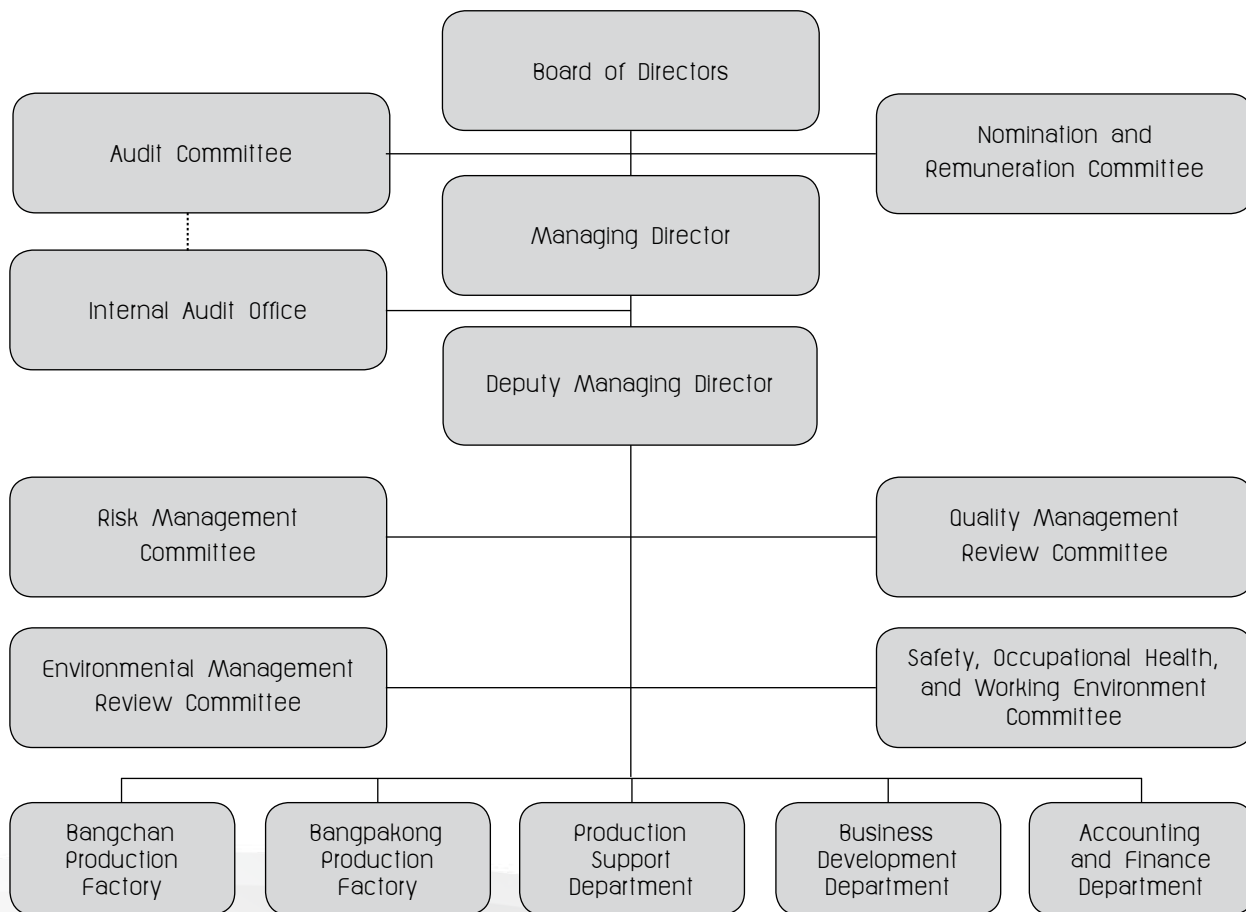 Board of Directors
Audit Committee
Nomination and
Remuneration Committee
Managing Director
Internal Audit Office
Deputy Managing Director
Risk Management
Committee
Quality Management
Review Committee
Environmental Management
Review Committee
Safety, Occupational Health,
and Working Environment
Committee
Bangchan
Production
Factory
Bangpakong
Production
Factory
Production
Support
Department
Business
Development
Department
Accounting
and Finance
Department